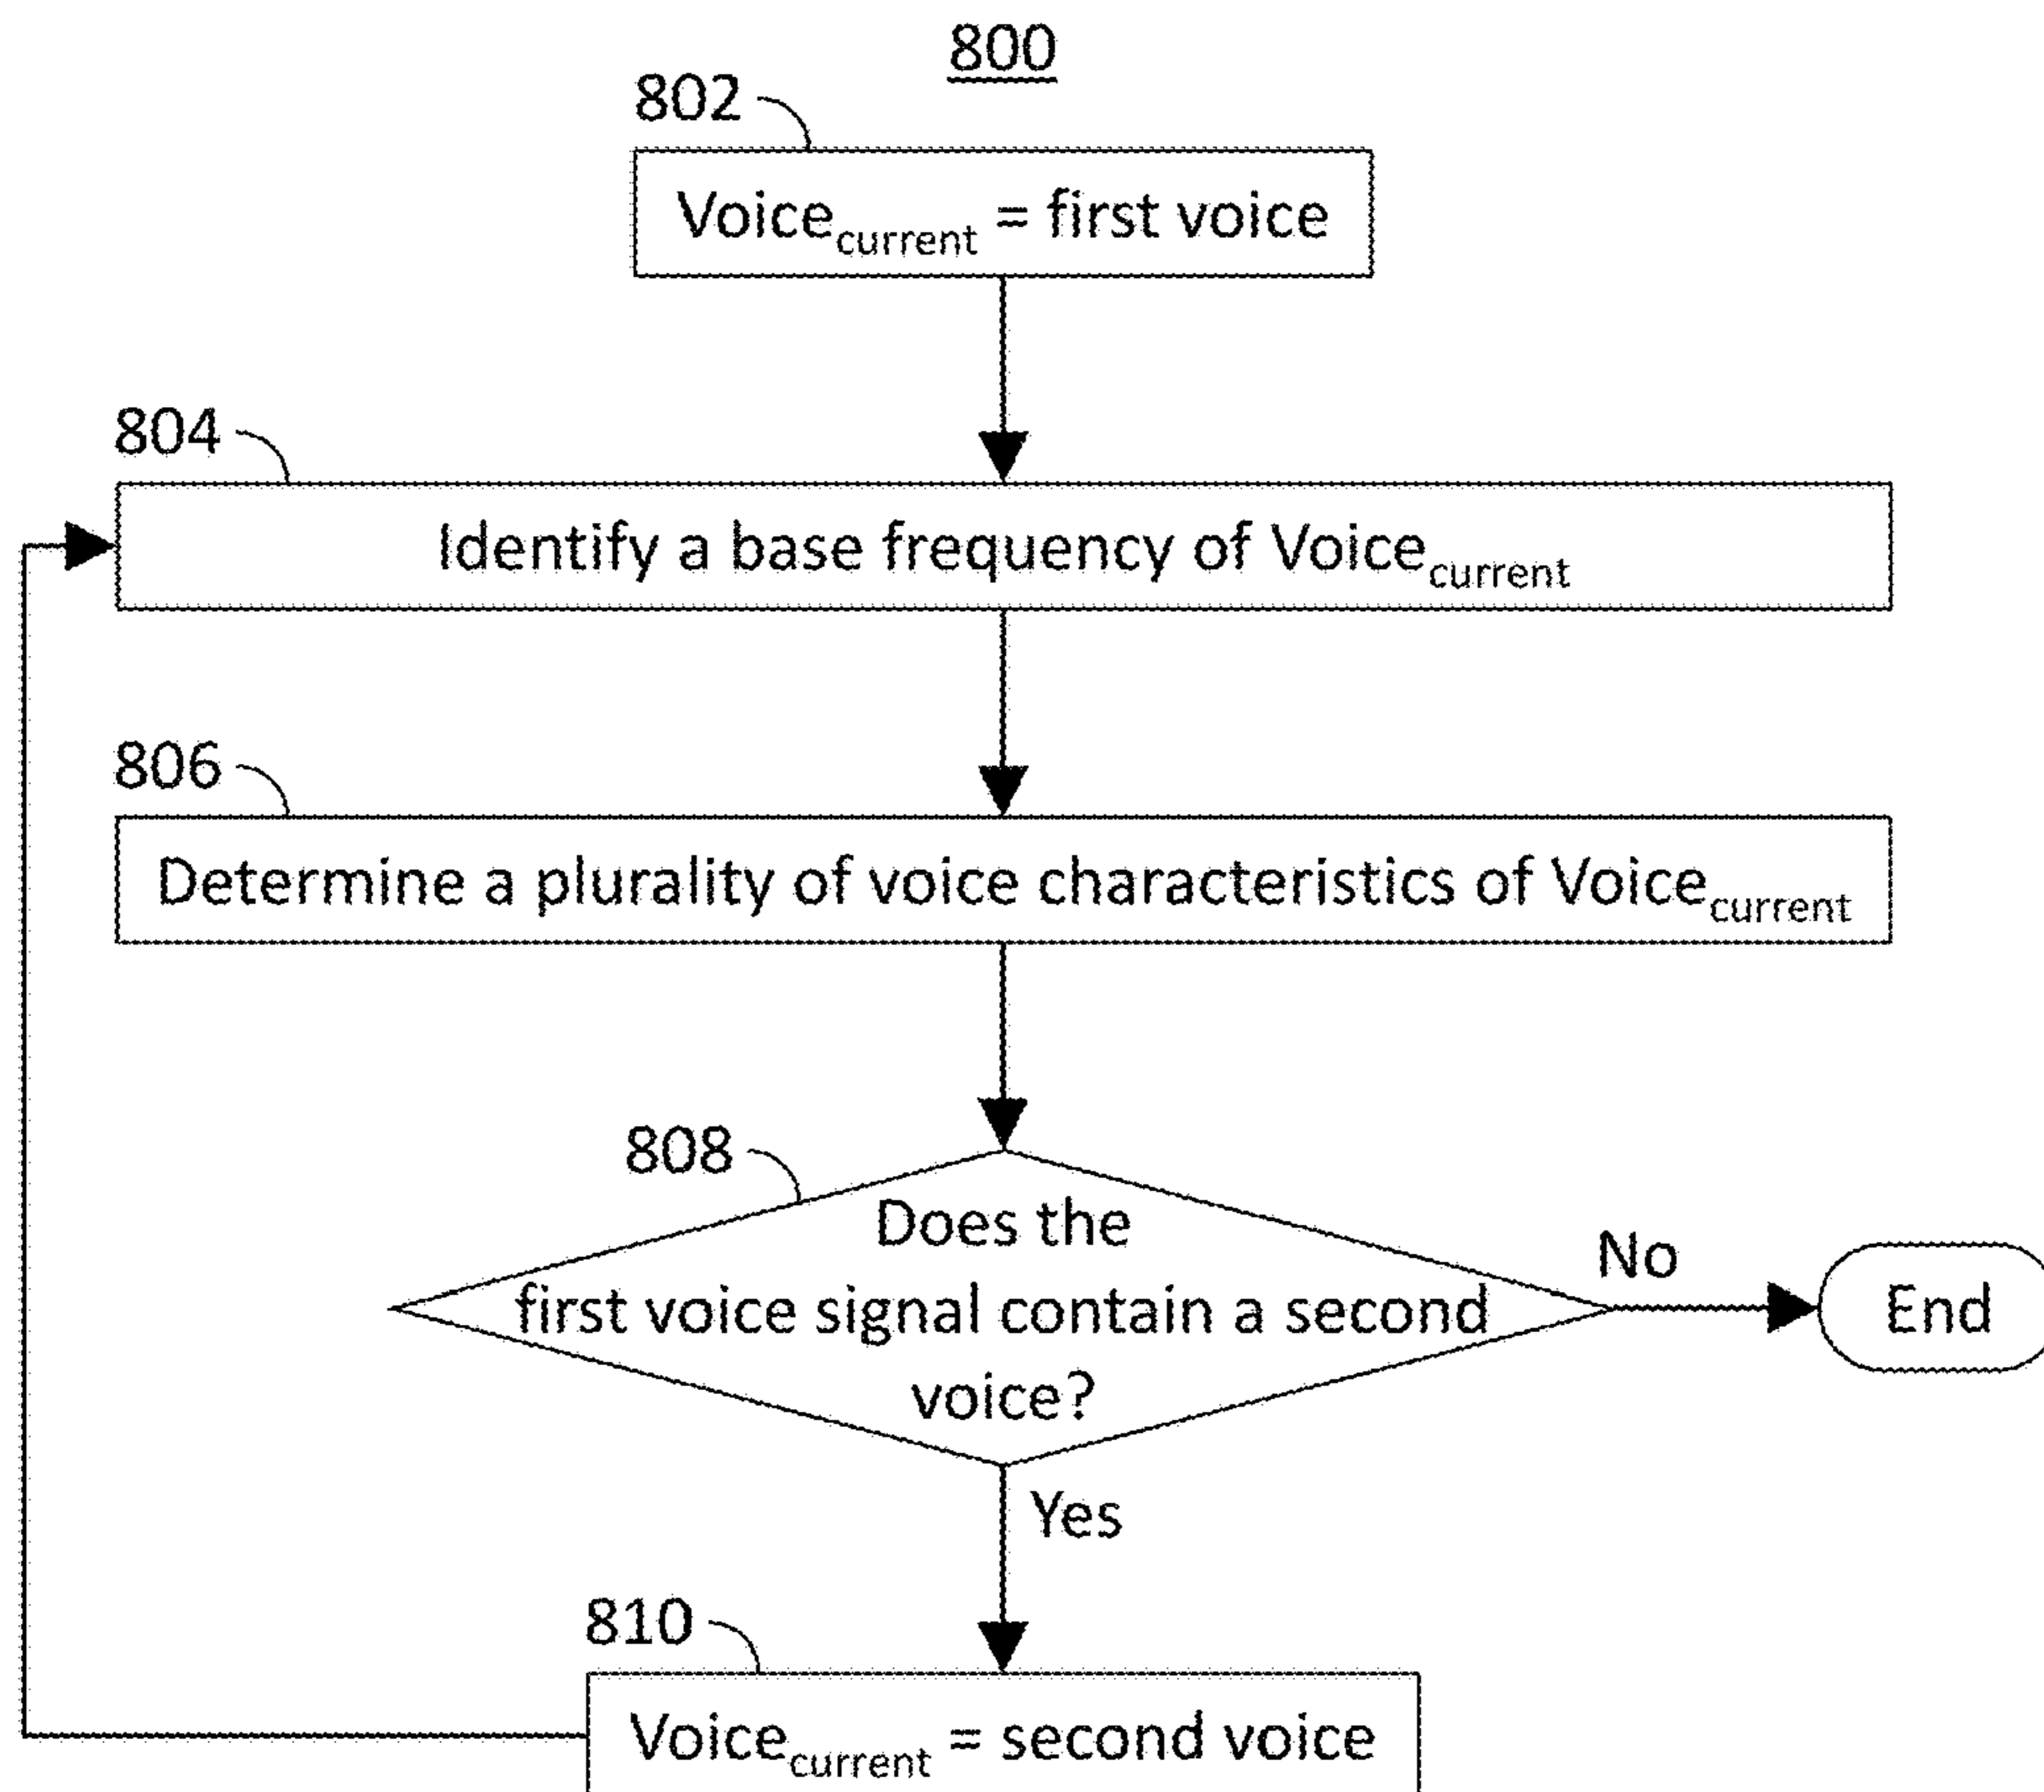 800
802
Voicecurrent = first voice
804
Identify a base frequency of Voicecurrent
806
Determine a plurality of voice characteristics of Voicecurrent
808
Does the
first voice signal contain a second
voice?
No
End
Yes
810
Voicecurrent = second voice